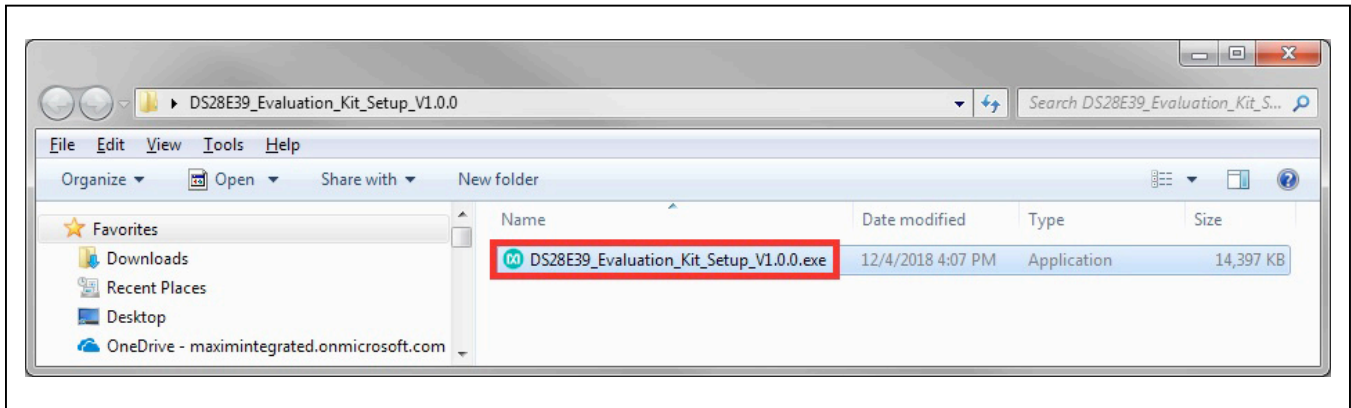 DS28E39_Evaluation_Kit_Setup_V1.0.0
Search DS28E39_Evaluation_Kit_S...
File Edit View Tools Help
Organize Open Share with New folder
Name Date modified Type Size
Favorites
DS28E39_Evaluation_Kit_Setup_V1.0.0.exe 12/4/2018 4:07 PM Application 14,397 KB
Downloads
Recent Places
Desktop
OneDrive - maximintegrated.onmicrosoft.com